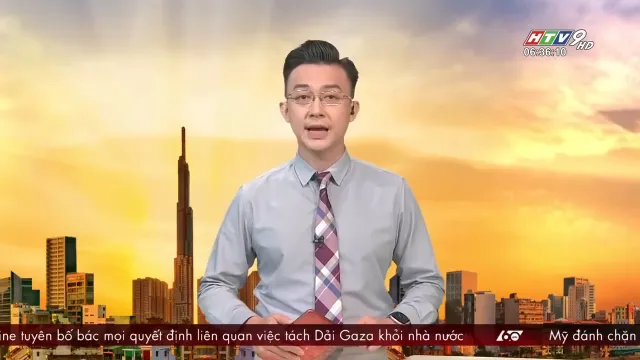 HTV9 HD
06:36:10
ine tuyên bố bác mọi quyết định liên quan việc tách Dải Gaza khỏi nhà nước 60 Mỹ đánh chặn